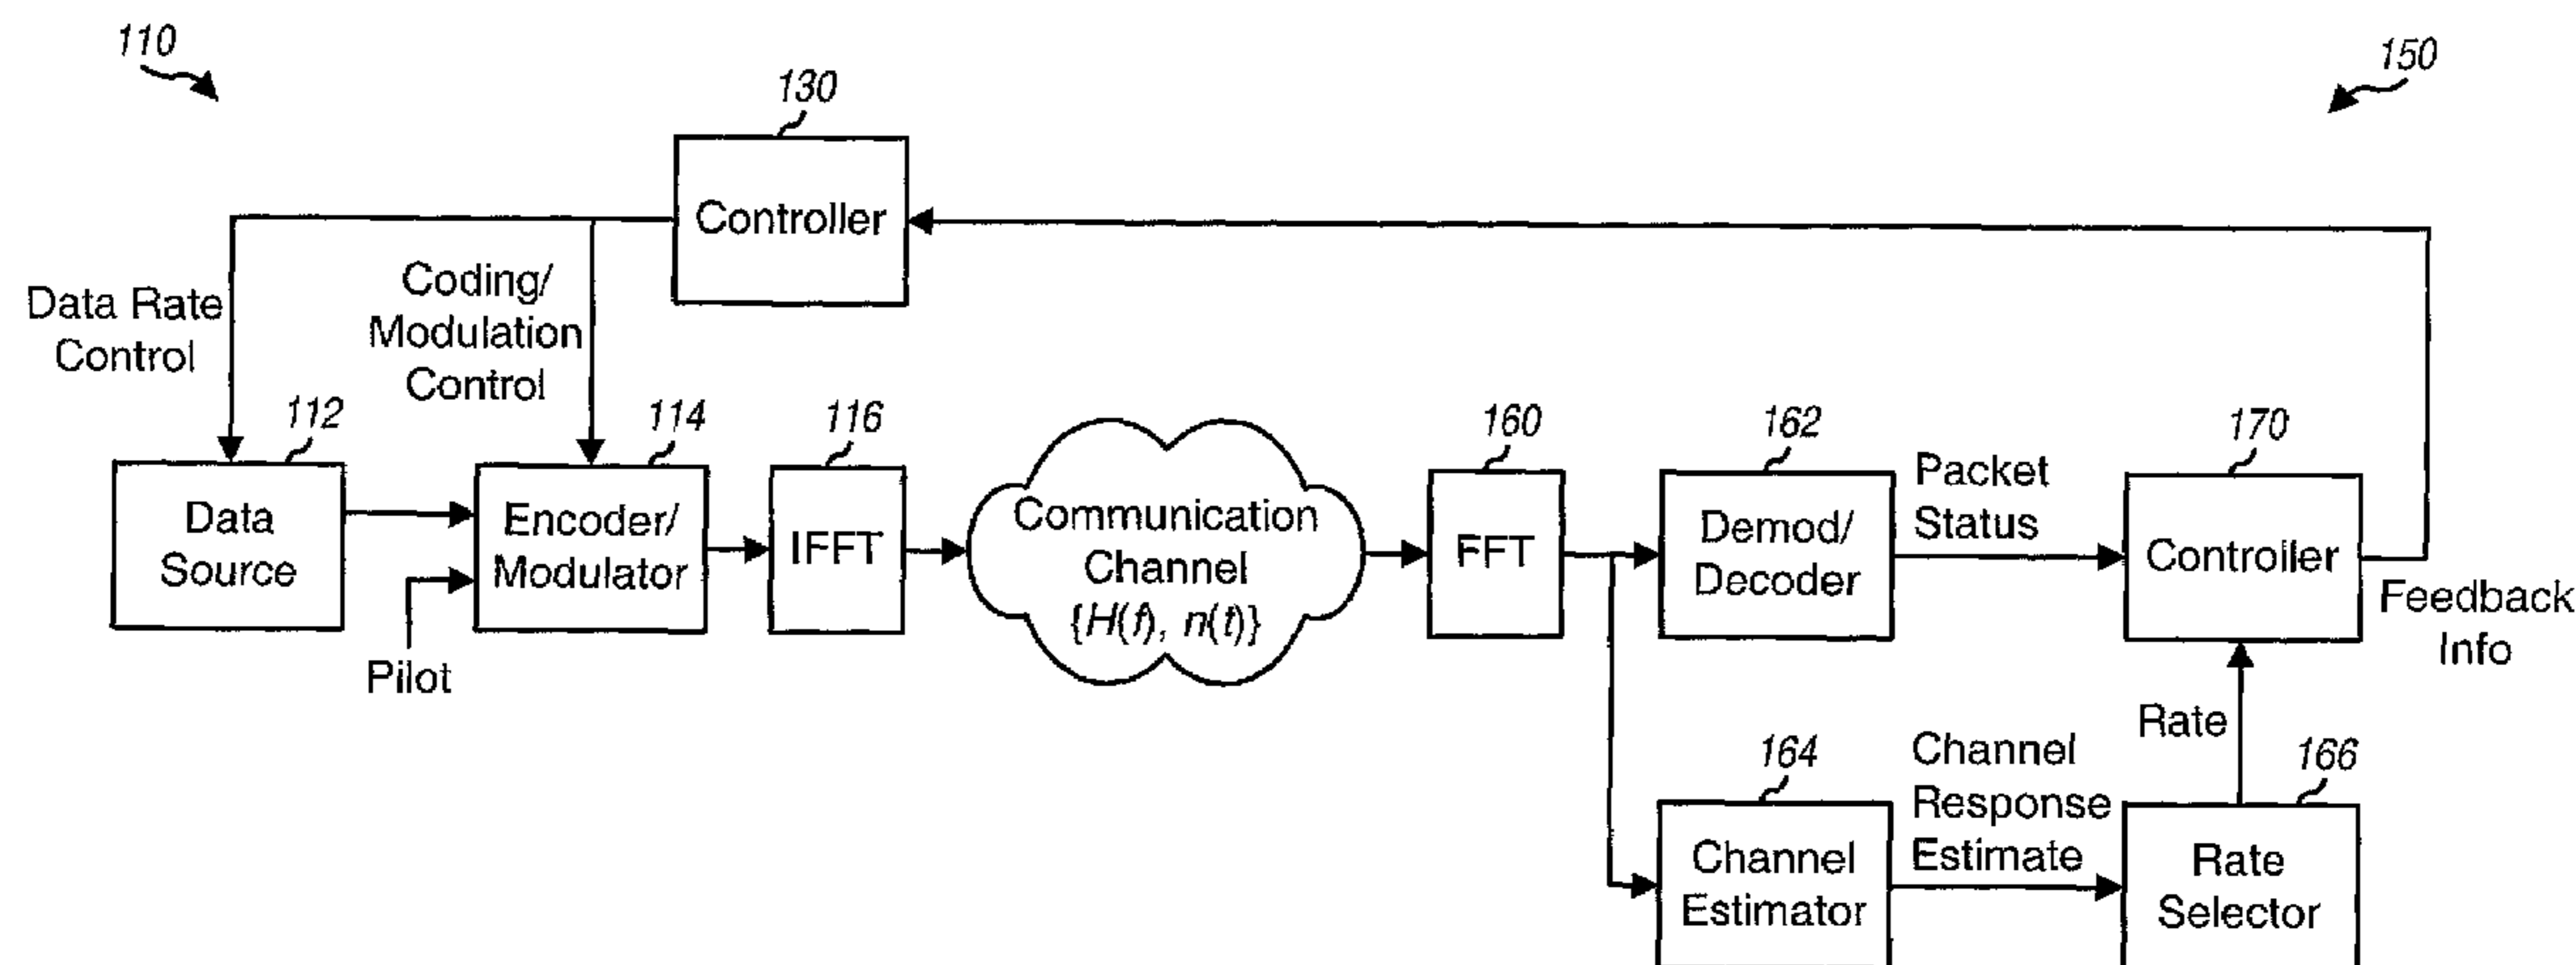 110
150
130
Controller
Data Rate
Control
Coding/
Modulation
Control
112
114
116
160
162
170
Data
Source
Encoder/
Modulator
IFFT
Communication
Channel
{H(f), n(t)}
FFT
Demod/
Decoder
Packet
Status
Controller
Feedback
Info
Pilot
Rate
164
166
Channel
Response
Estimate
Channel
Estimator
Rate
Selector